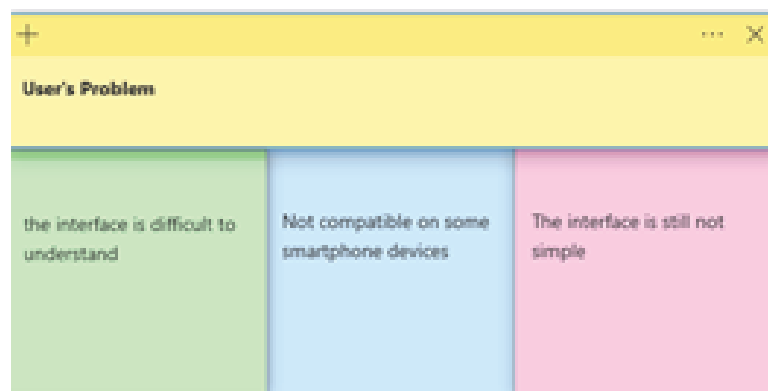 User's Problem
the interface is difficult to
understand
Not compatible on some
smartphone devices
The interface is still not
simple